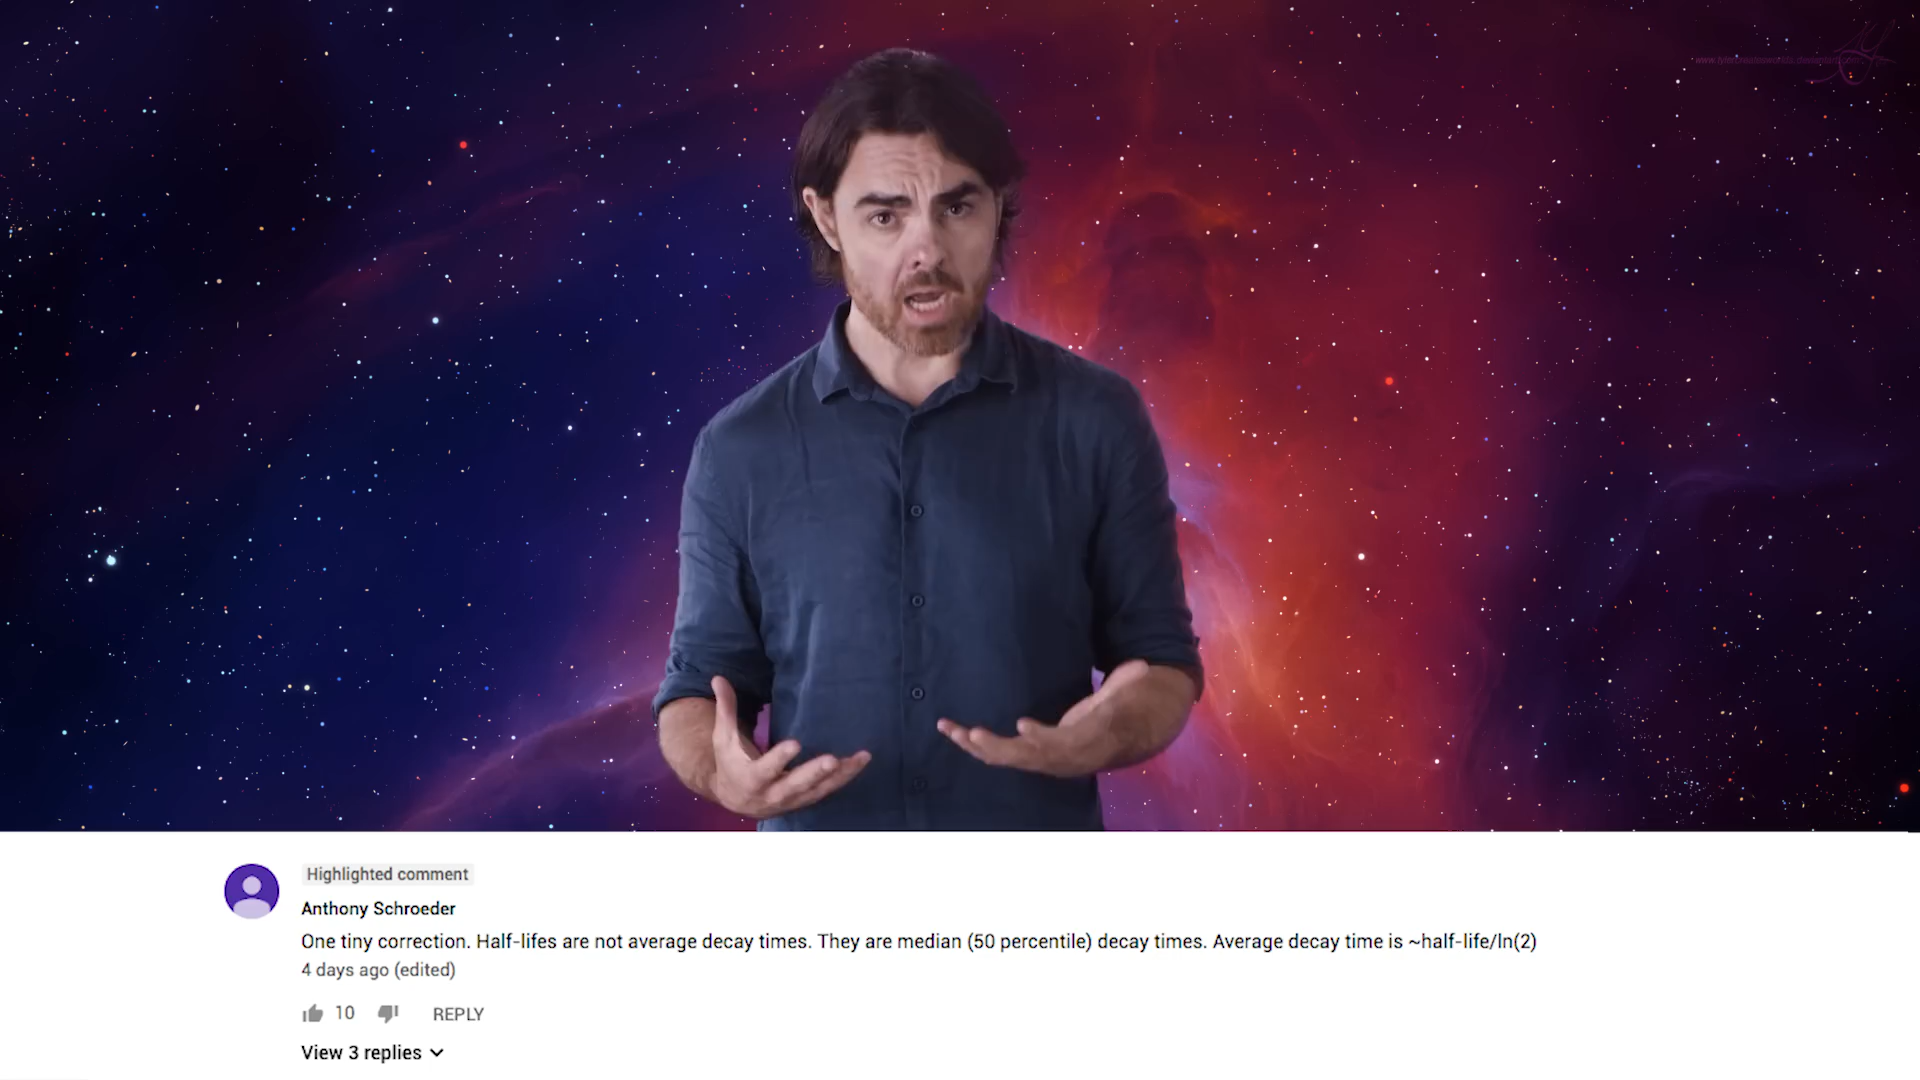 Highlighted comment
Anthony Schroeder
One tiny correction. Half-lifes are not average decay times. They are median (50 percentile) decay times. Average decay time is ~half-life/ln(2)
4 days ago (edited)
10 REPLY
View 3 replies